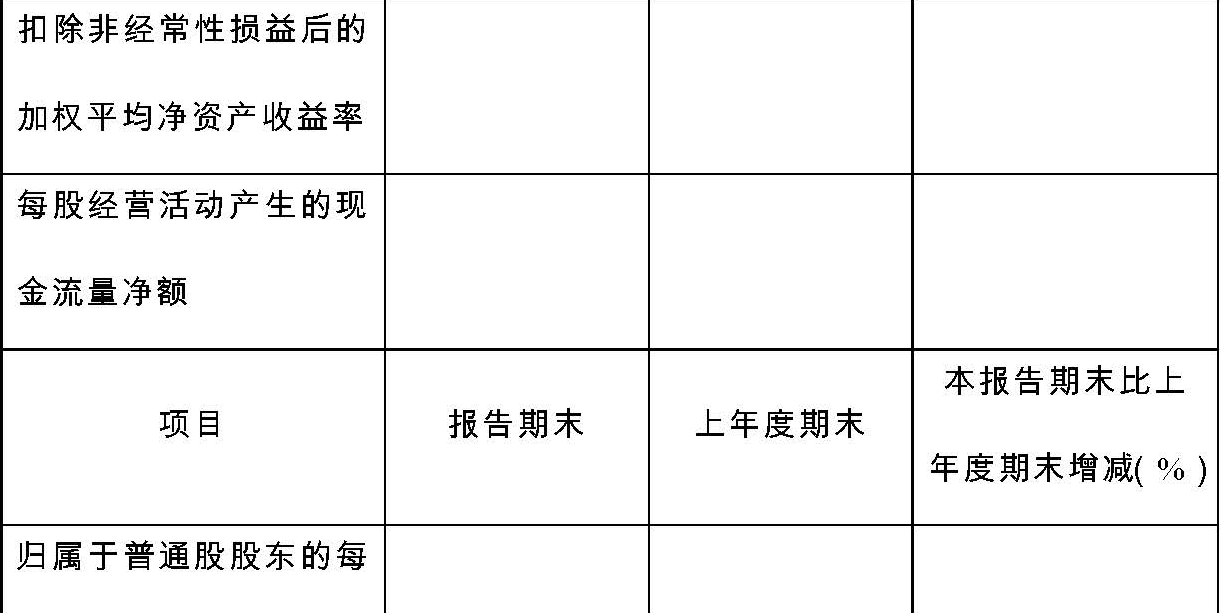 扣除非经常性损益后的
加权平均净资产收益率
每股经营活动产生的现
金流量净额
项目
报告期末
上年度期末
本报告期末比上
年度期末增减( % )
归属于普通股股东的每